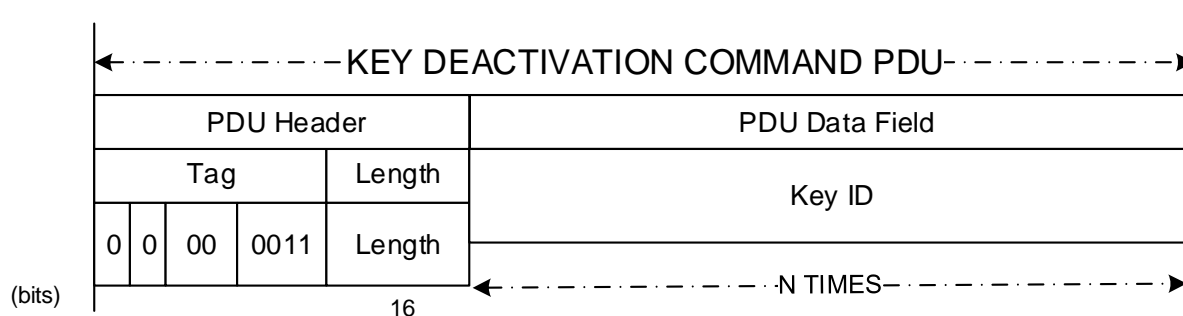 KEY DEACTIVATION COMMAND PDU
PDU Header PDU Data Field
Tag Length Key ID
0 0 00 0011 Length
N TIMES
(bits) 16